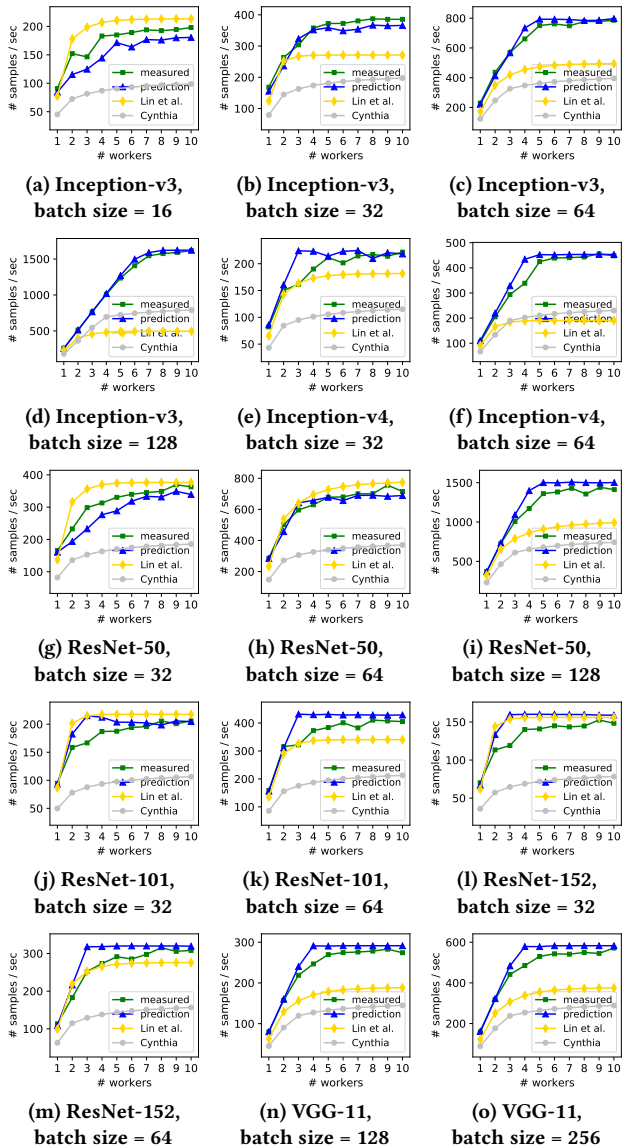 # samples / sec
200
150
100
50
measured
prediction
Lin et al.
Cynthia
1 2 3 4 5 6 7 8 9 10
# workers
(a) Inception-v3,
batch size = 16
# samples / sec
400
300
200
100
measured
prediction
Lin et al.
Cynthia
1 2 3 4 5 6 7 8 9 10
# workers
(b) Inception-v3,
batch size = 32
# samples / sec
800
600
400
200
measured
prediction
Lin et al.
Cynthia
1 2 3 4 5 6 7 8 9 10
# workers
(c) Inception-v3,
batch size = 64
# samples / sec
1500
1000
500
measured
prediction
Lin et al.
Cynthia
1 2 3 4 5 6 7 8 9 10
# workers
(d) Inception-v3,
batch size = 128
# samples / sec
200
150
100
50
measured
prediction
Lin et al.
Cynthia
1 2 3 4 5 6 7 8 9 10
# workers
(e) Inception-v4,
batch size = 32
# samples / sec
500
400
300
200
100
measured
prediction
Lin et al.
Cynthia
1 2 3 4 5 6 7 8 9 10
# workers
(f) Inception-v4,
batch size = 64
# samples / sec
400
300
200
100
measured
prediction
Lin et al.
Cynthia
1 2 3 4 5 6 7 8 9 10
# workers
(g) ResNet-50,
batch size = 32
# samples / sec
800
600
400
200
measured
prediction
Lin et al.
Cynthia
1 2 3 4 5 6 7 8 9 10
# workers
(h) ResNet-50,
batch size = 64
# samples / sec
1500
1000
500
measured
prediction
Lin et al.
Cynthia
1 2 3 4 5 6 7 8 9 10
# workers
(i) ResNet-50,
batch size = 128
# samples / sec
200
150
100
50
measured
prediction
Lin et al.
Cynthia
1 2 3 4 5 6 7 8 9 10
# workers
(j) ResNet-101,
batch size = 32
# samples / sec
400
300
200
100
measured
prediction
Lin et al.
Cynthia
1 2 3 4 5 6 7 8 9 10
# workers
(k) ResNet-101,
batch size = 64
# samples / sec
150
100
50
measured
prediction
Lin et al.
Cynthia
1 2 3 4 5 6 7 8 9 10
# workers
(l) ResNet-152,
batch size = 32
# samples / sec
300
200
100
measured
prediction
Lin et al.
Cynthia
1 2 3 4 5 6 7 8 9 10
# workers
(m) ResNet-152,
batch size = 64
# samples / sec
300
200
100
measured
prediction
Lin et al.
Cynthia
1 2 3 4 5 6 7 8 9 10
# workers
(n) VGG-11,
batch size = 128
# samples / sec
600
400
200
measured
prediction
Lin et al.
Cynthia
1 2 3 4 5 6 7 8 9 10
# workers
(o) VGG-11,
batch size = 256